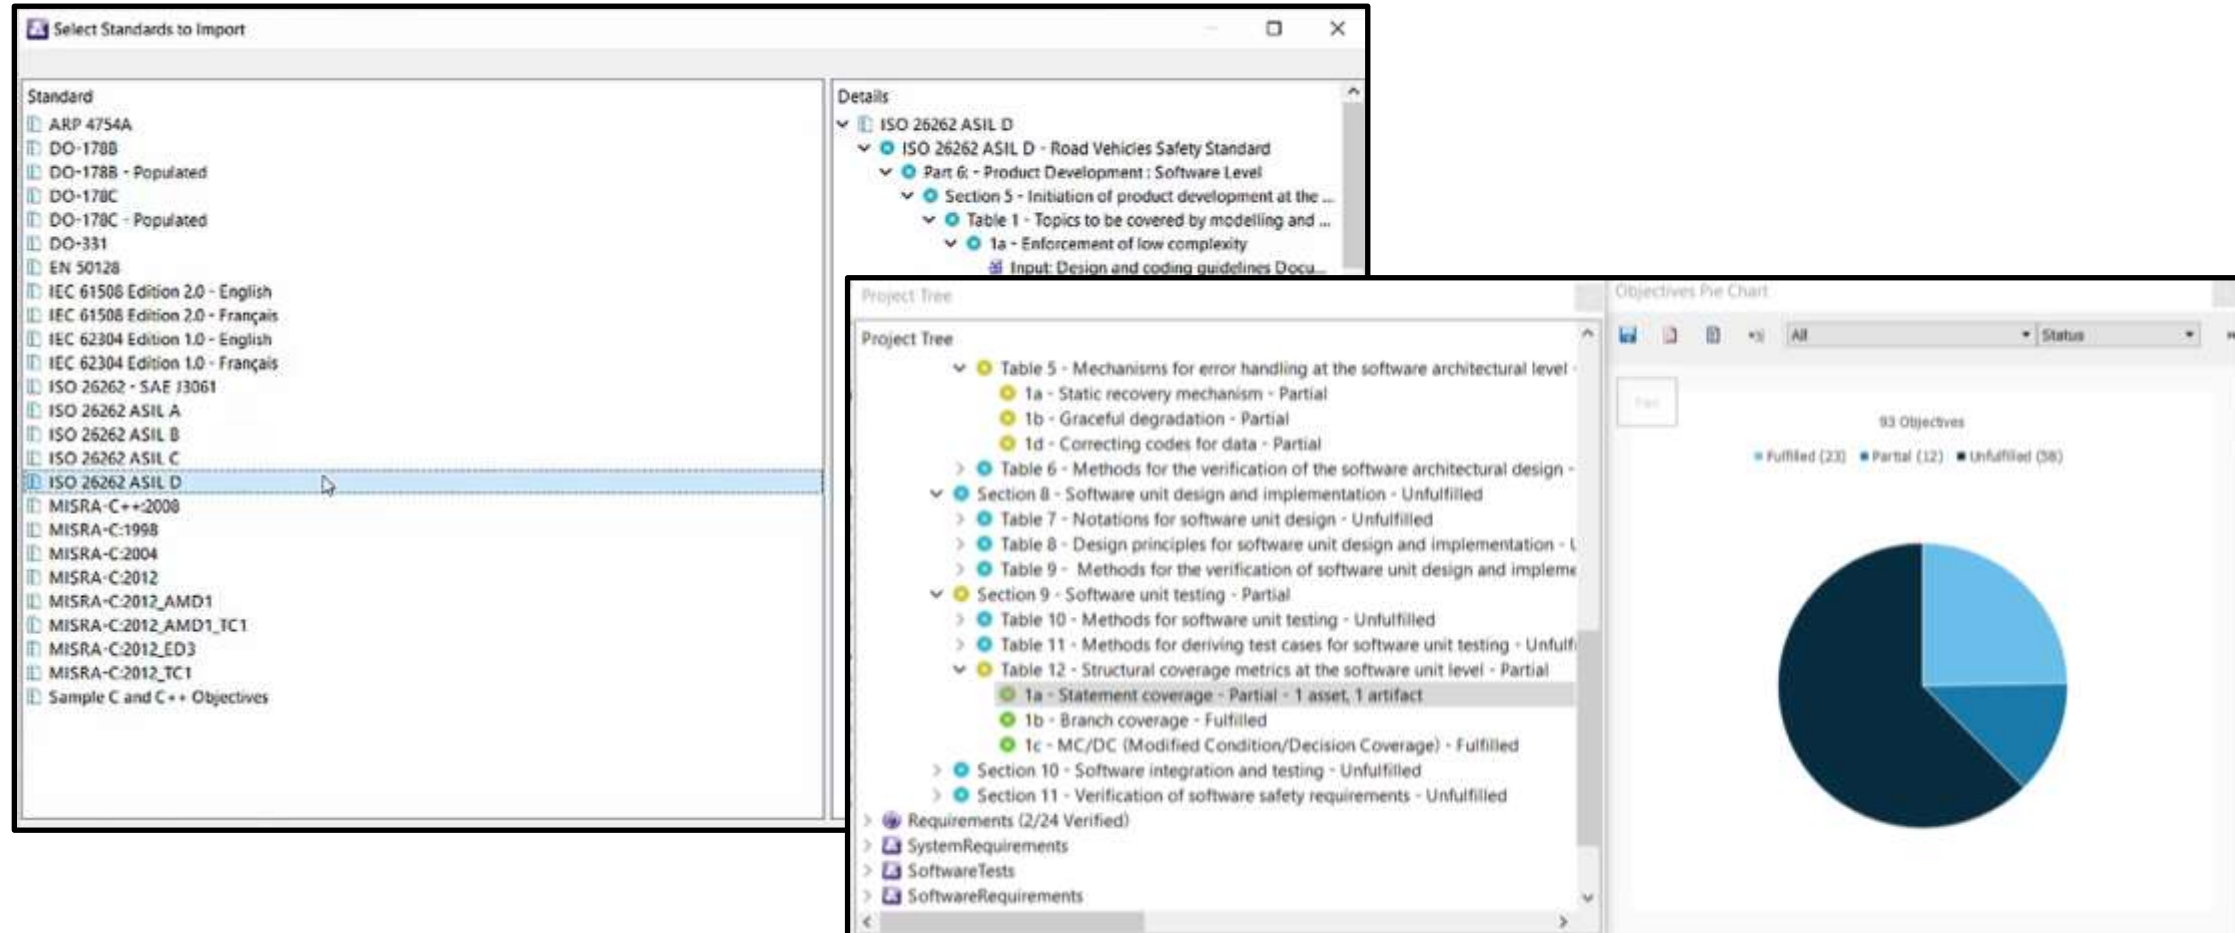 Select Standards to Import
Standard
ARP 4754A
DO-178B
DO-178B - Populated
DO-178C
DO-178C - Populated
DO-331
EN 50128
IEC 61508 Edition 2.0 - English
IEC 61508 Edition 2.0 - Français
IEC 62304 Edition 1.0 - English
IEC 62304 Edition 1.0 - Français
ISO 26262 - SAE J3061
ISO 26262 ASIL A
ISO 26262 ASIL B
ISO 26262 ASIL C
ISO 26262 ASIL D
MISRA-C++:2008
MISRA-C:1998
MISRA-C:2004
MISRA-C:2012
MISRA-C:2012_AMD1
MISRA-C:2012_AMD1_TC1
MISRA-C:2012_ED3
MISRA-C:2012_TC1
Sample C and C++ Objectives
Details
ISO 26262 ASIL D
ISO 26262 ASIL D - Road Vehicles Safety Standard
Part 6: - Product Development : Software Level
Section 5 - Initiation of product development at the ...
Table 1 - Topics to be covered by modelling and ...
1a - Enforcement of low complexity
Input: Design and coding guidelines Docu...
Project Tree
Project Tree
Table 5 - Mechanisms for error handling at the software architectural level -
1a - Static recovery mechanism - Partial
1b - Graceful degradation - Partial
1d - Correcting codes for data - Partial
Table 6 - Methods for the verification of the software architectural design -
Section 8 - Software unit design and implementation - Unfulfilled
Table 7 - Notations for software unit design - Unfulfilled
Table 8 - Design principles for software unit design and implementation - U
Table 9 - Methods for the verification of software unit design and impleme
Section 9 - Software unit testing - Partial
Table 10 - Methods for software unit testing - Unfulfilled
Table 11 - Methods for deriving test cases for software unit testing - Unfulfi
Table 12 - Structural coverage metrics at the software unit level - Partial
1a - Statement coverage - Partial - 1 asset, 1 artifact
1b - Branch coverage - Fulfilled
1c - MC/DC (Modified Condition/Decision Coverage) - Fulfilled
Section 10 - Software integration and testing - Unfulfilled
Section 11 - Verification of software safety requirements - Unfulfilled
Requirements (2/24 Verified)
SystemRequirements
SoftwareTests
SoftwareRequirements
Objectives Pie Chart
All Status
93 Objectives
Fulfilled (23) Partial (12) Unfulfilled (58)